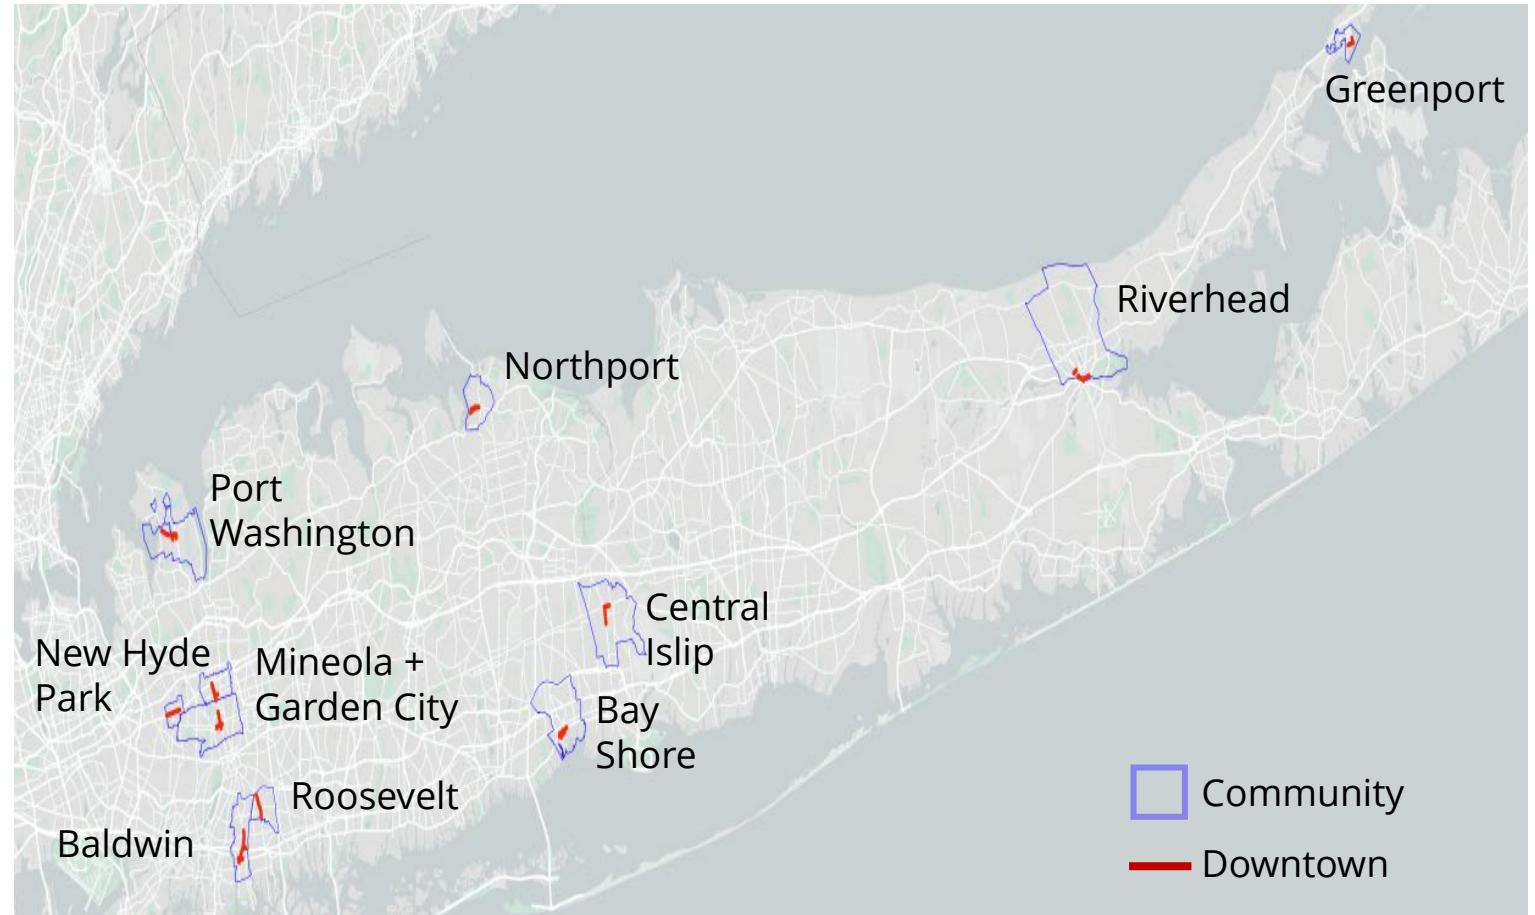 Greenport
Riverhead
Northport
Port
Washington
Central
Islip
New Hyde
Park
Mineola +
Garden City
Bay
Shore
Roosevelt
Baldwin
Community
Downtown